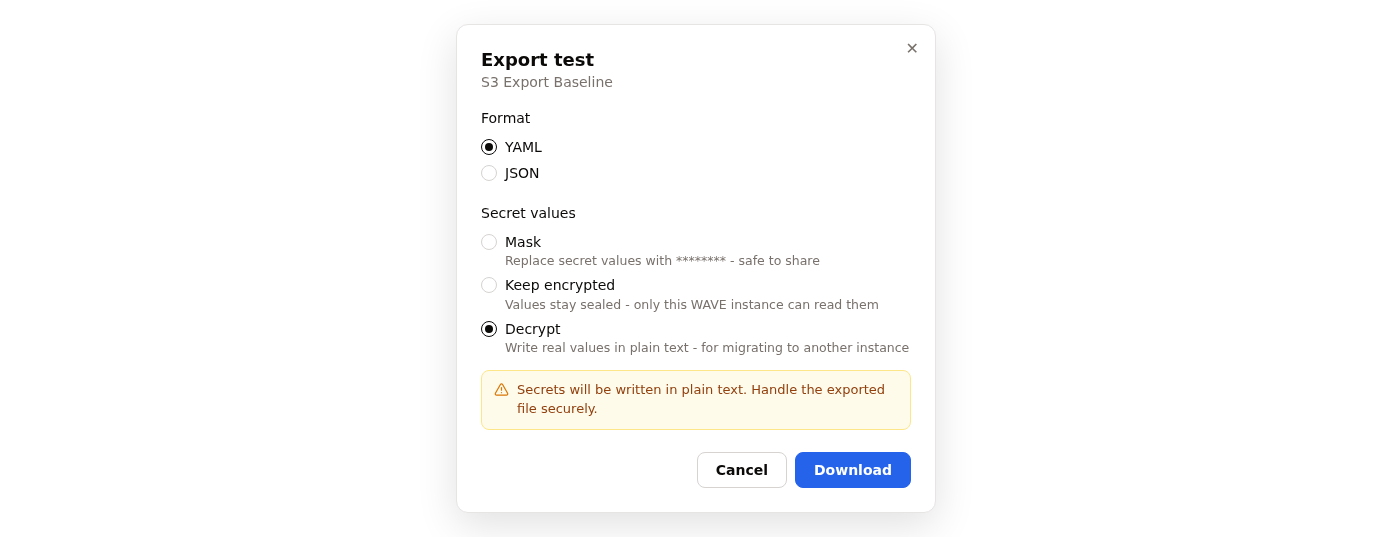 Export test
S3 Export Baseline
Format
YAML
JSON
Secret values
Mask
Replace secret values with ******** - safe to share
Keep encrypted
Values stay sealed - only this WAVE instance can read them
Decrypt
Write real values in plain text - for migrating to another instance
Secrets will be written in plain text. Handle the exported
file securely.
Cancel
Download